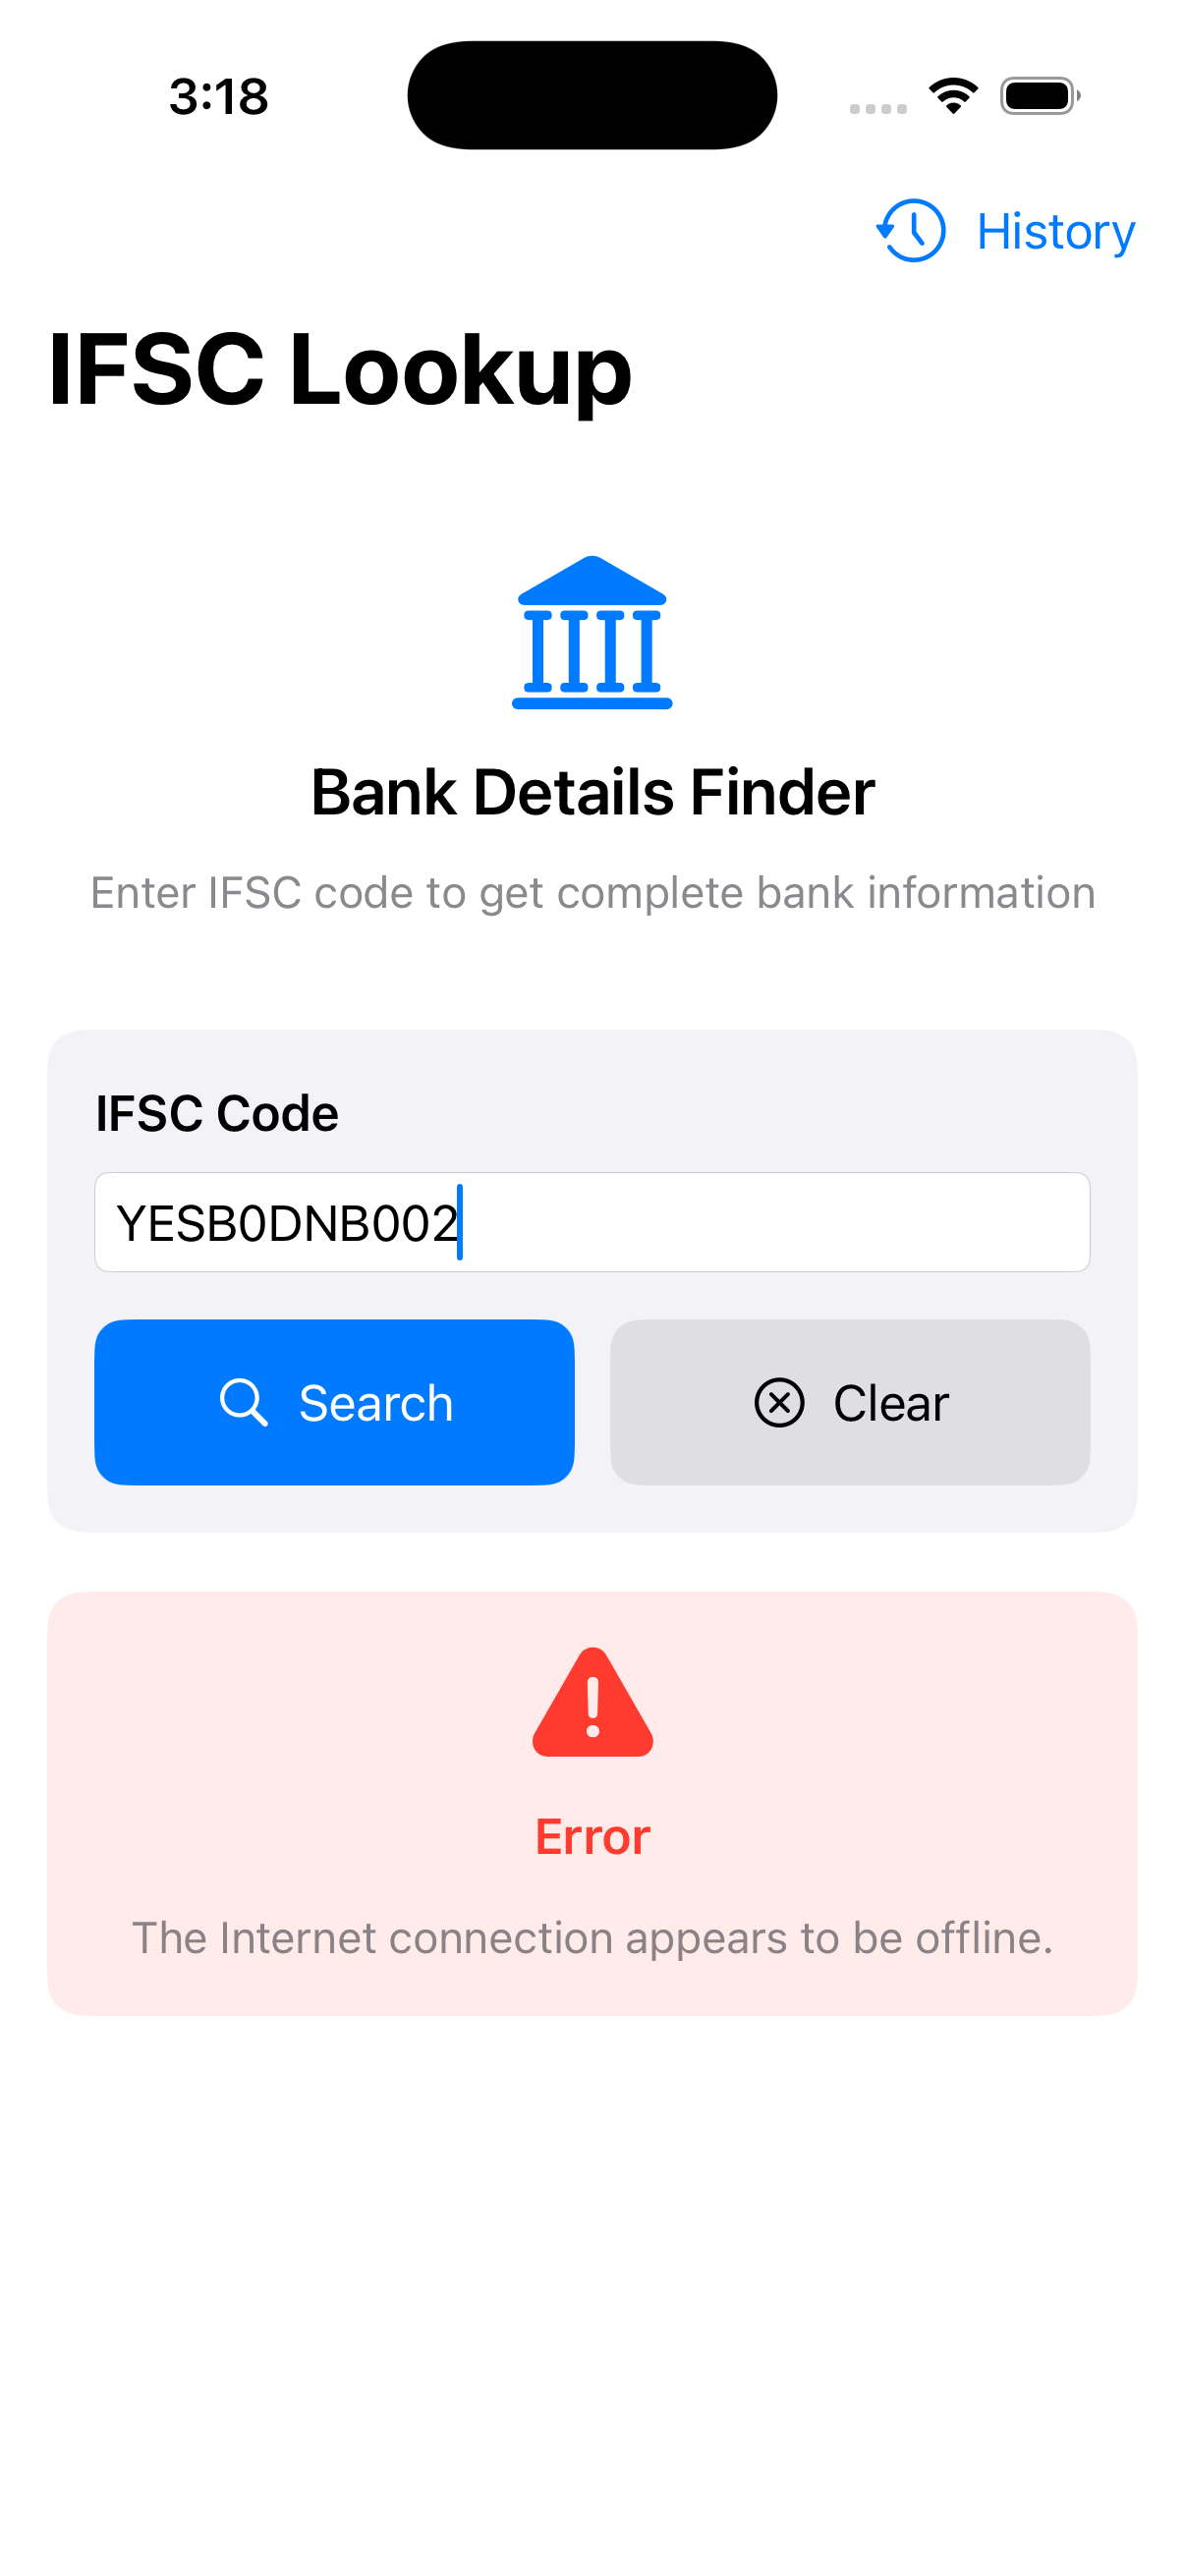 3:18
History
IFSC Lookup
Bank Details Finder
Enter IFSC code to get complete bank information
IFSC Code
YESB0DNB002
Search
Clear
Error
The Internet connection appears to be offline.